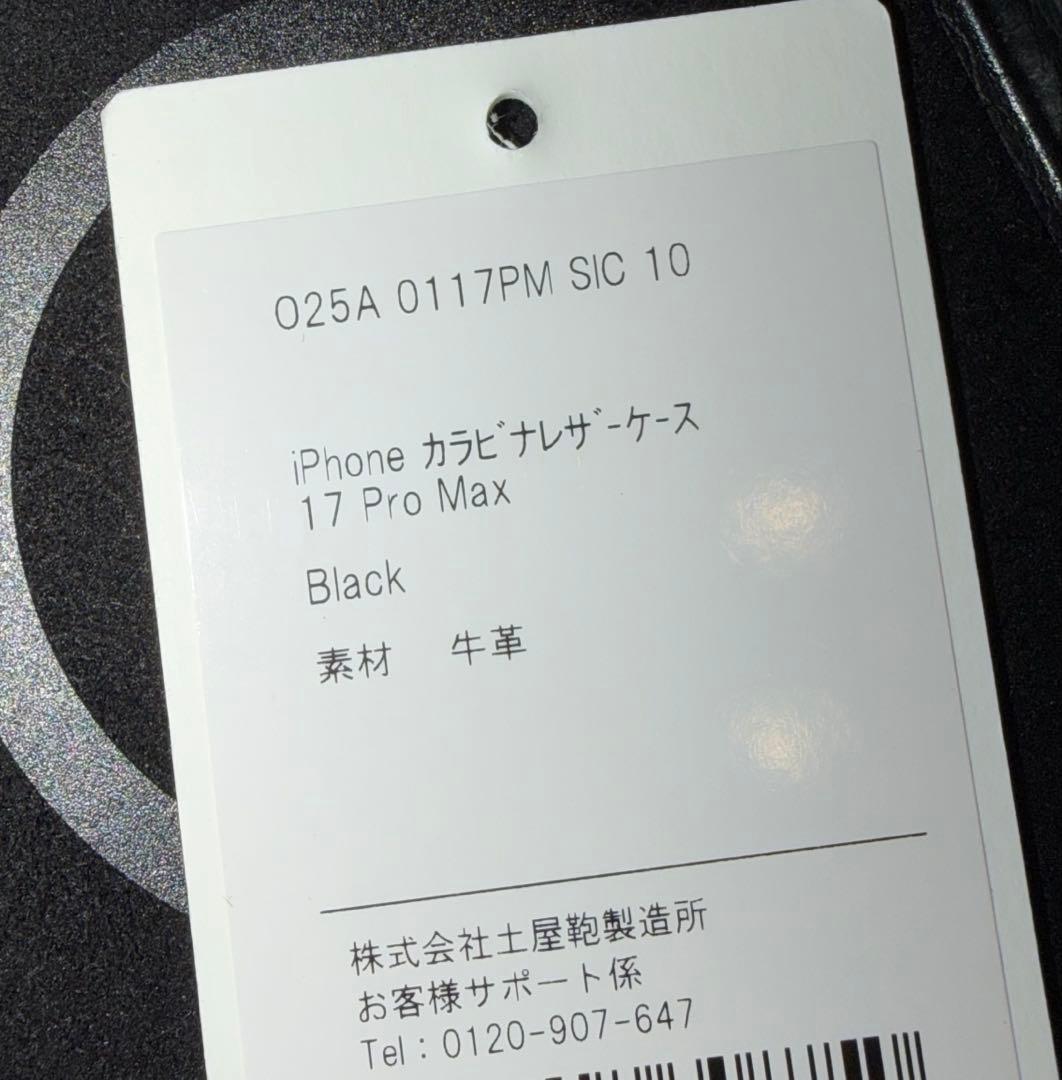 O25A 0117PM SIC 10
iPhone ｶﾗﾋﾞﾅﾚｻﾞｰｹｰｽ
17 Pro Max
Black
素材 牛革
株式会社土屋鞄製造所
お客様サポート係
Tel：0120-907-647